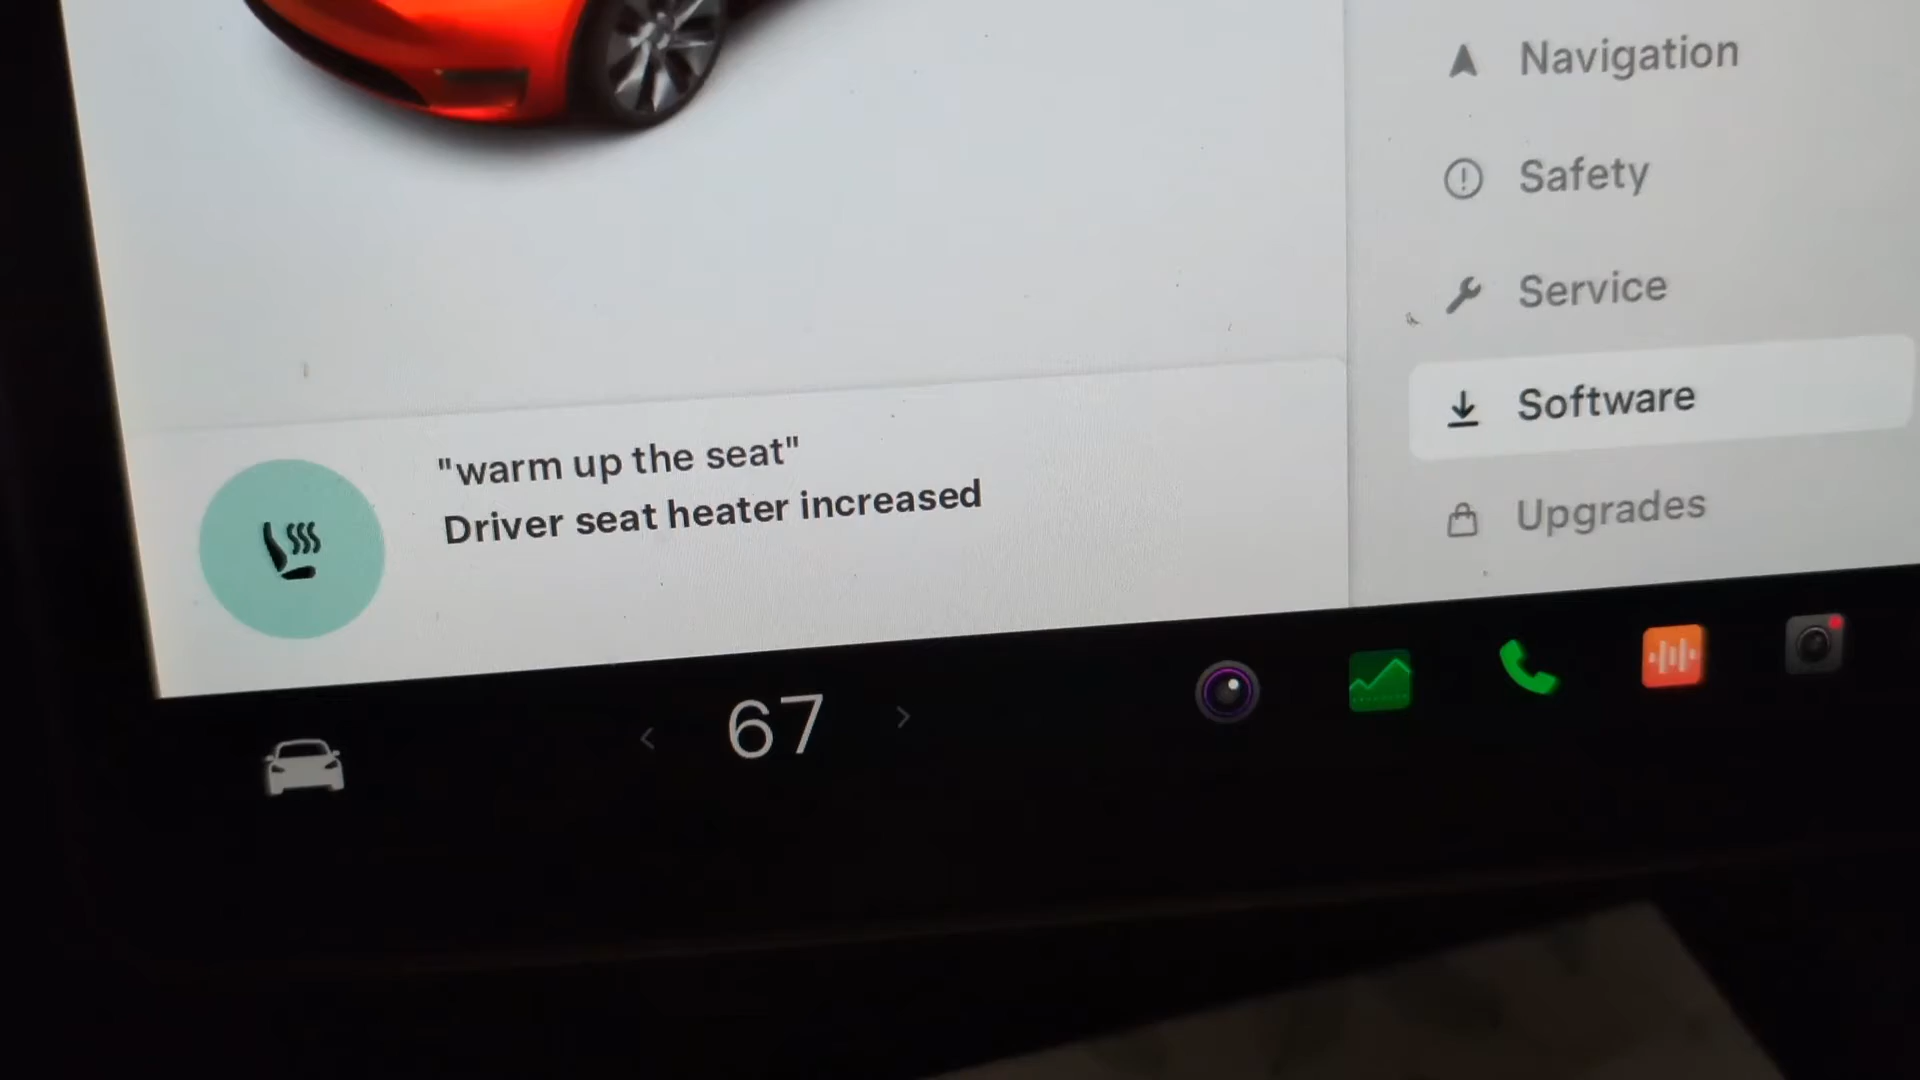 Navigation
Safety
Service
Software
Upgrades
"warm up the seat"
Driver seat heater increased
67